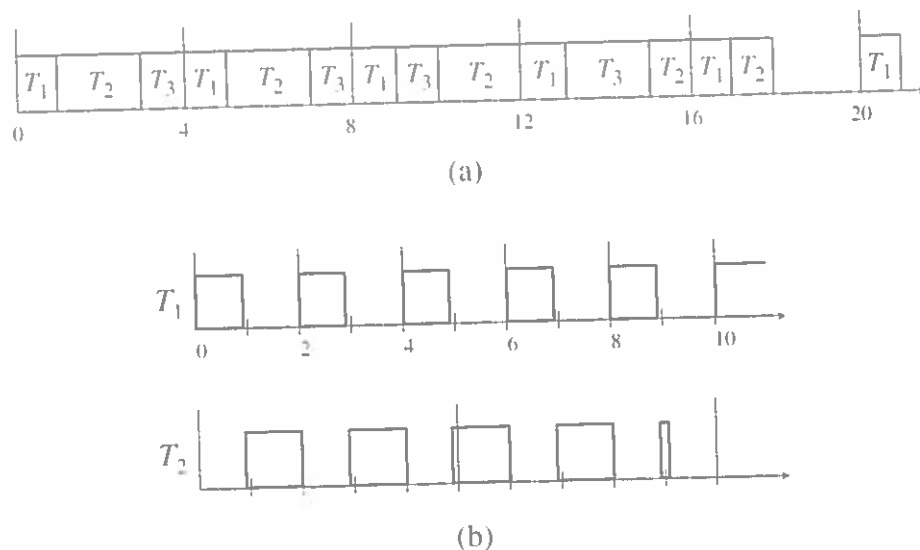 T₁ T₂ T₃ T₁ T₂ T₃ T₁ T₃ T₂ T₁ T₃ T₂ T₁ T₂ T₁
0 4 8 12 16 20
(a)
T₁
0 2 4 6 8 10
T₂
(b)